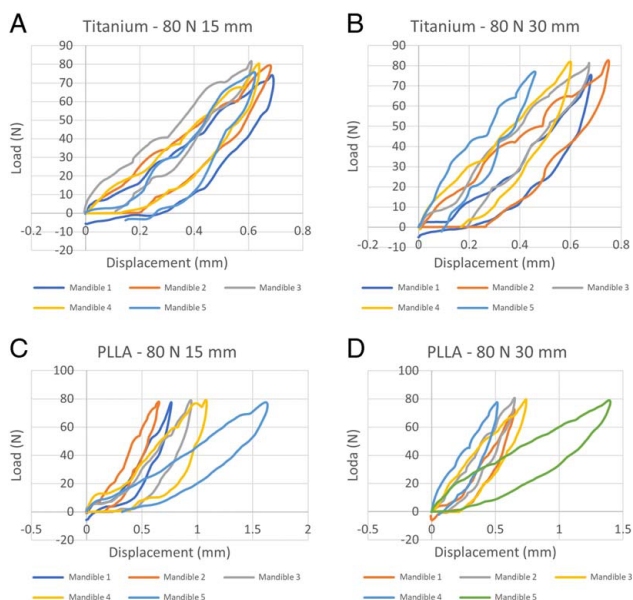 A
Titanium - 80 N 15 mm
90
80
70
60
50
40
30
20
10
0
-10
-20
-0.2 0 0.2 0.4 0.6 0.8
Load (N)
Displacement (mm)
Mandible 1 Mandible 2 Mandible 3
Mandible 4 Mandible 5
B
Titanium - 80 N 30 mm
90
80
70
60
50
40
30
20
10
0
-10
-0.2 0 0.2 0.4 0.6 0.8
Load (N)
Displacement (mm)
Mandible 1 Mandible 2 Mandible 3
Mandible 4 Mandible 5
C
PLLA - 80 N 15 mm
100
80
60
40
20
0
-20
-0.5 0 0.5 1 1.5 2
Load (N)
Displacement (mm)
Mandible 1 Mandible 2 Mandible 3
Mandible 4 Mandible 5
D
PLLA - 80 N 30 mm
100
80
60
40
20
0
-20
-0.5 0 0.5 1 1.5
Loda (N)
Displacement (mm)
Mandible 1 Mandible 2 Mandible 3
Mandible 4 Mandible 5